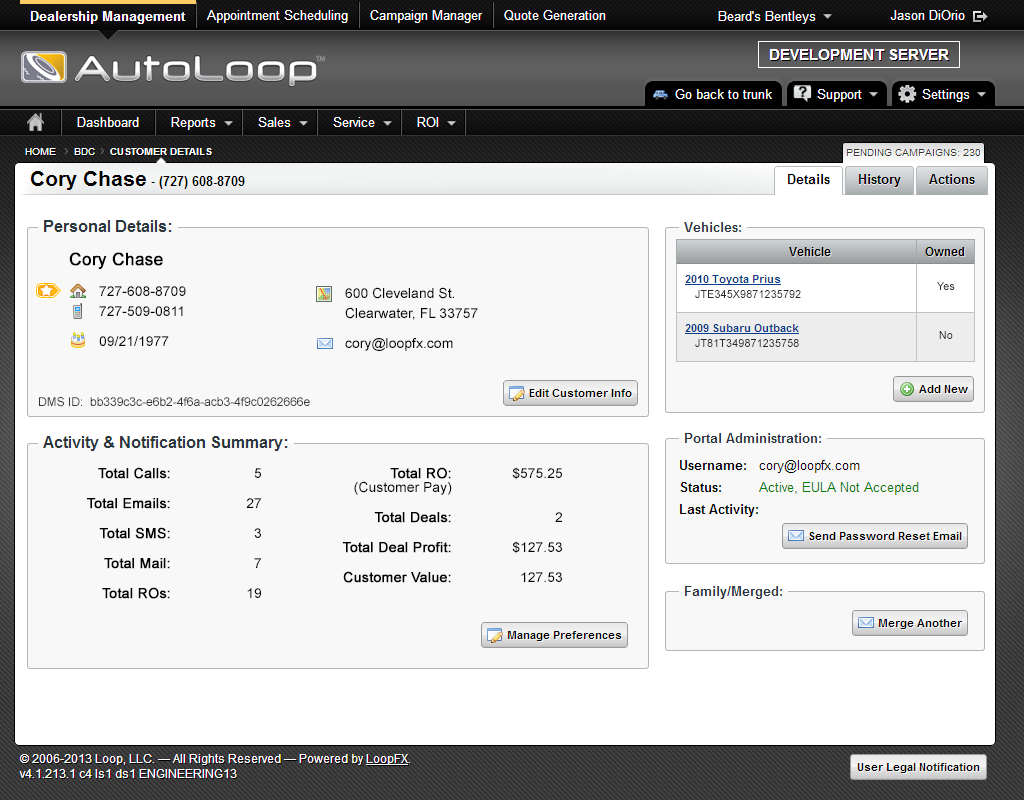 Dealership Management
Appointment Scheduling
Campaign Manager
Quote Generation
Beard's Bentleys
Jason DiOrio
AutoLoop™
DEVELOPMENT SERVER
Go back to trunk
Support
Settings
Dashboard
Reports
Sales
Service
ROI
HOME > BDC > CUSTOMER DETAILS
PENDING CAMPAIGNS: 230
Cory Chase - (727) 608-8709
Details
History
Actions
Personal Details:
Cory Chase
727-608-8709
727-509-0811
09/21/1977
600 Cleveland St.
Clearwater, FL 33757
cory@loopfx.com
DMS ID: bb339c3c-e6b2-4f6a-acb3-4f9c0262666e
Edit Customer Info
Activity & Notification Summary:
Total Calls: 5
Total Emails: 27
Total SMS: 3
Total Mail: 7
Total ROs: 19
Total RO: $575.25
(Customer Pay)
Total Deals: 2
Total Deal Profit: $127.53
Customer Value: 127.53
Manage Preferences
Vehicles:
Vehicle Owned
2010 Toyota Prius
JTE345X9871235792
Yes
2009 Subaru Outback
JT81T349871235758
No
Add New
Portal Administration:
Username: cory@loopfx.com
Status: Active, EULA Not Accepted
Last Activity:
Send Password Reset Email
Family/Merged:
Merge Another
© 2006-2013 Loop, LLC. — All Rights Reserved — Powered by LoopFX.
v4.1.213.1 c4 ls1 ds1 ENGINEERING13
User Legal Notification